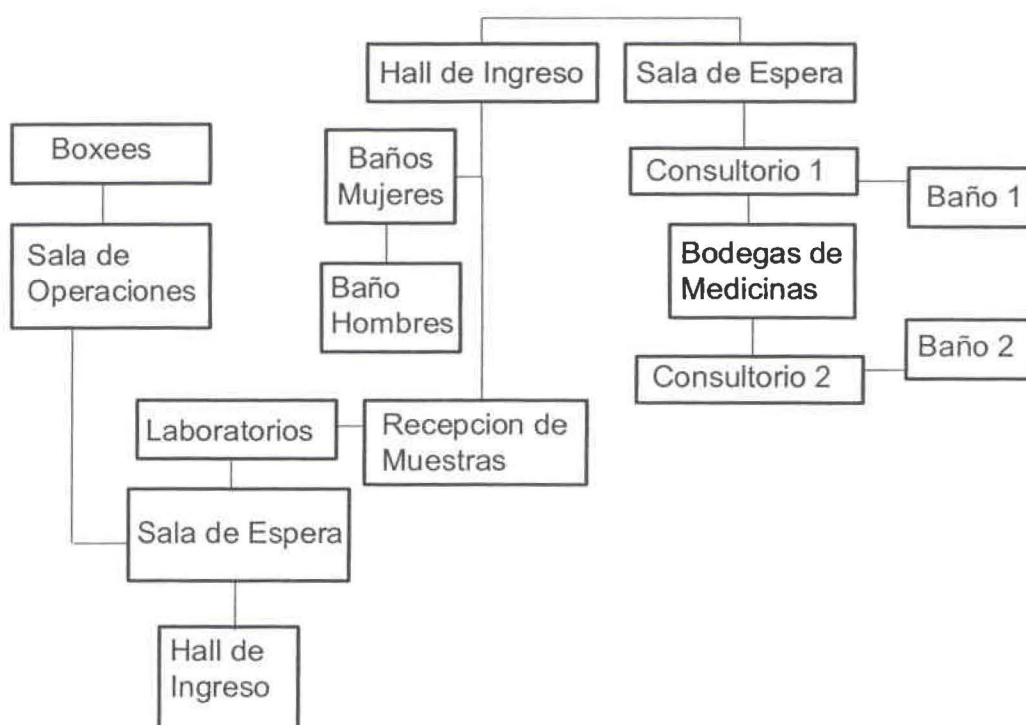 Hall de Ingreso
Sala de Espera
Boxees
Baños
Mujeres
Consultorio 1
Baño 1
Sala de
Operaciones
Bodegas de
Medicinas
Baño
Hombres
Baño 2
Consultorio 2
Laboratorios
Recepcion de
Muestras
Sala de Espera
Hall de
Ingreso